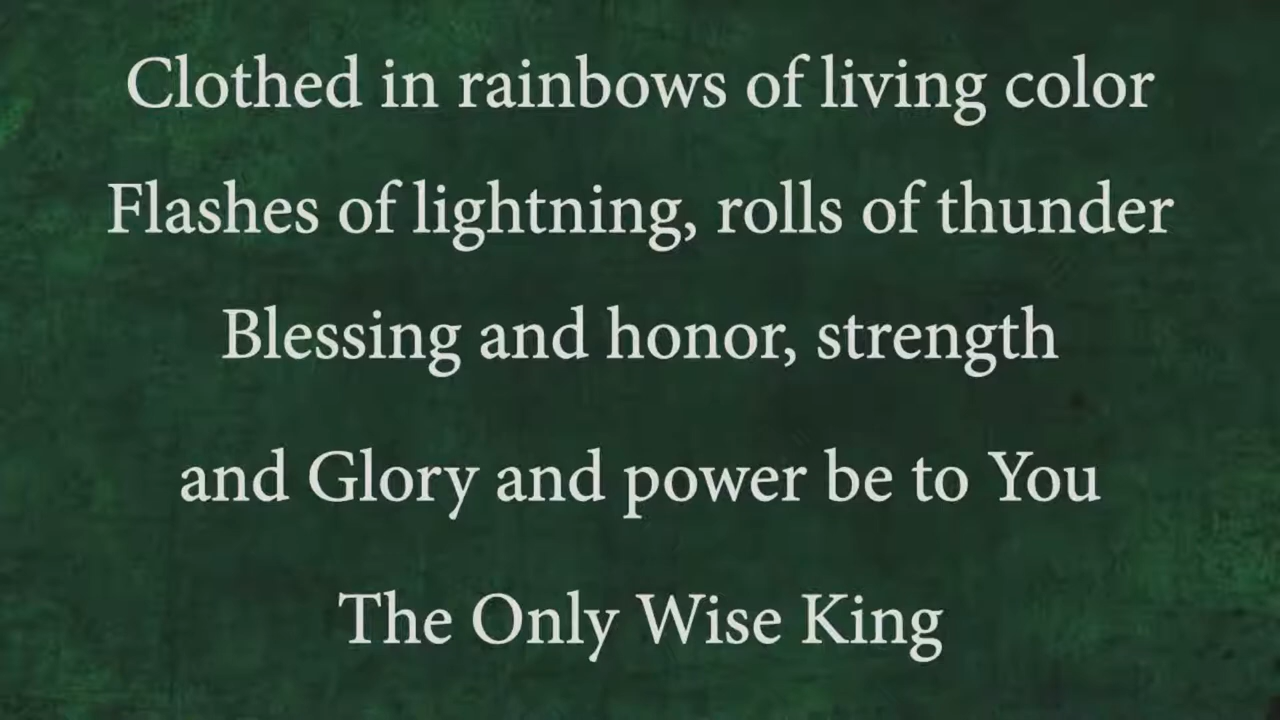 Clothed in rainbows of living color
Flashes of lightning, rolls of thunder
Blessing and honor, strength
and Glory and power be to You
The Only Wise King